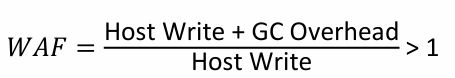 WAF = Host Write + GC Overhead / Host Write > 1